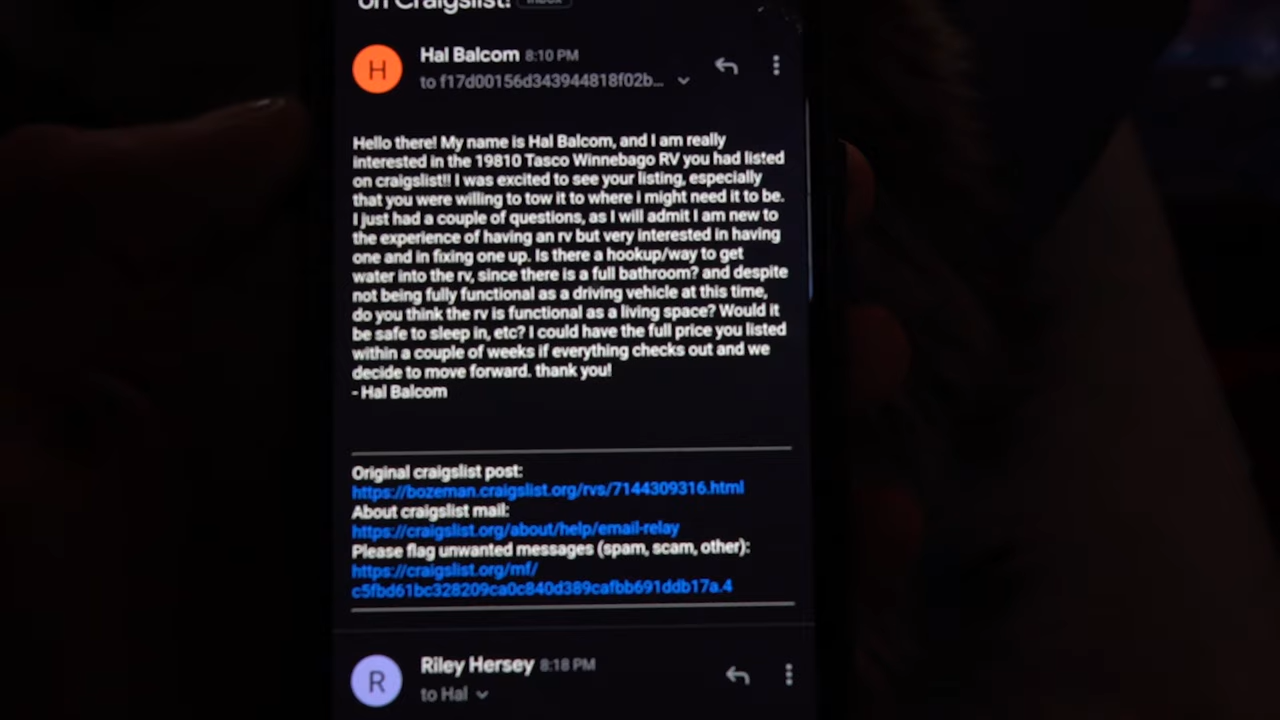 on Craigslist! Inbox
Hal Balcom 8:10 PM
to f17d00156d343944818f02b...
Hello there! My name is Hal Balcom, and I am really
interested in the 19810 Tasco Winnebago RV you had listed
on craigslist!! I was excited to see your listing, especially
that you were willing to tow it to where i might need it to be.
I just had a couple of questions, as I will admit I am new to
the experience of having an rv but very interested in having
one and in fixing one up. Is there a hookup/way to get
water into the rv, since there is a full bathroom? and despite
not being fully functional as a driving vehicle at this time,
do you think the rv is functional as a living space? Would it
be safe to sleep in, etc? I could have the full price you listed
within a couple of weeks if everything checks out and we
decide to move forward. thank you!
- Hal Balcom
Original craigslist post:
https://bozeman.craigslist.org/rvs/7144309316.html
About craigslist mail:
https://craigslist.org/about/help/email-relay
Please flag unwanted messages (spam, scam, other):
https://craigslist.org/mf/
c5fbd61bc328209ca0c840d389cafbb691ddb17a.4
H
R
Riley Hersey 8:18 PM
to Hal